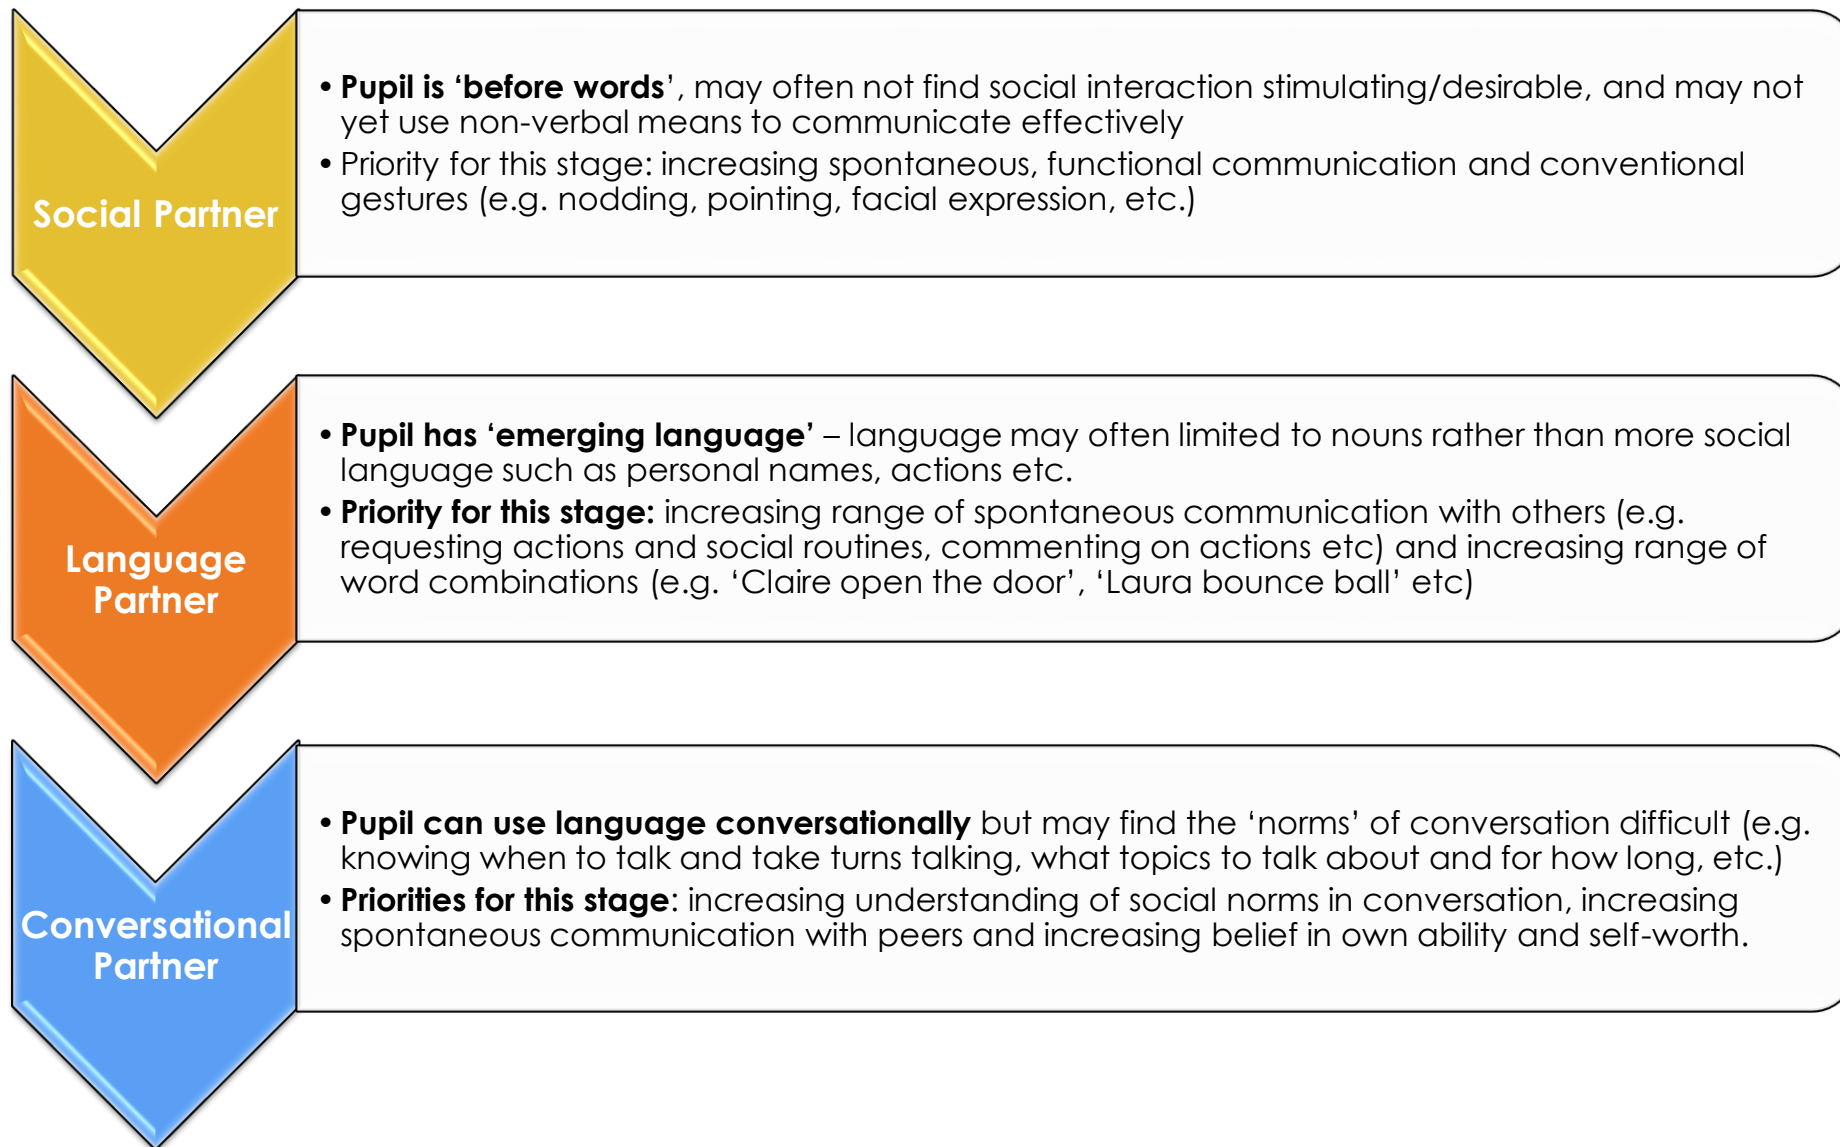 Social Partner
• Pupil is ‘before words’, may often not find social interaction stimulating/desirable, and may not
yet use non-verbal means to communicate effectively
• Priority for this stage: increasing spontaneous, functional communication and conventional
gestures (e.g. nodding, pointing, facial expression, etc.)
Language
Partner
• Pupil has ‘emerging language’ – language may often limited to nouns rather than more social
language such as personal names, actions etc.
• Priority for this stage: increasing range of spontaneous communication with others (e.g.
requesting actions and social routines, commenting on actions etc) and increasing range of
word combinations (e.g. ‘Claire open the door’, ‘Laura bounce ball’ etc)
Conversational
Partner
• Pupil can use language conversationally but may find the ‘norms’ of conversation difficult (e.g.
knowing when to talk and take turns talking, what topics to talk about and for how long, etc.)
• Priorities for this stage: increasing understanding of social norms in conversation, increasing
spontaneous communication with peers and increasing belief in own ability and self-worth.